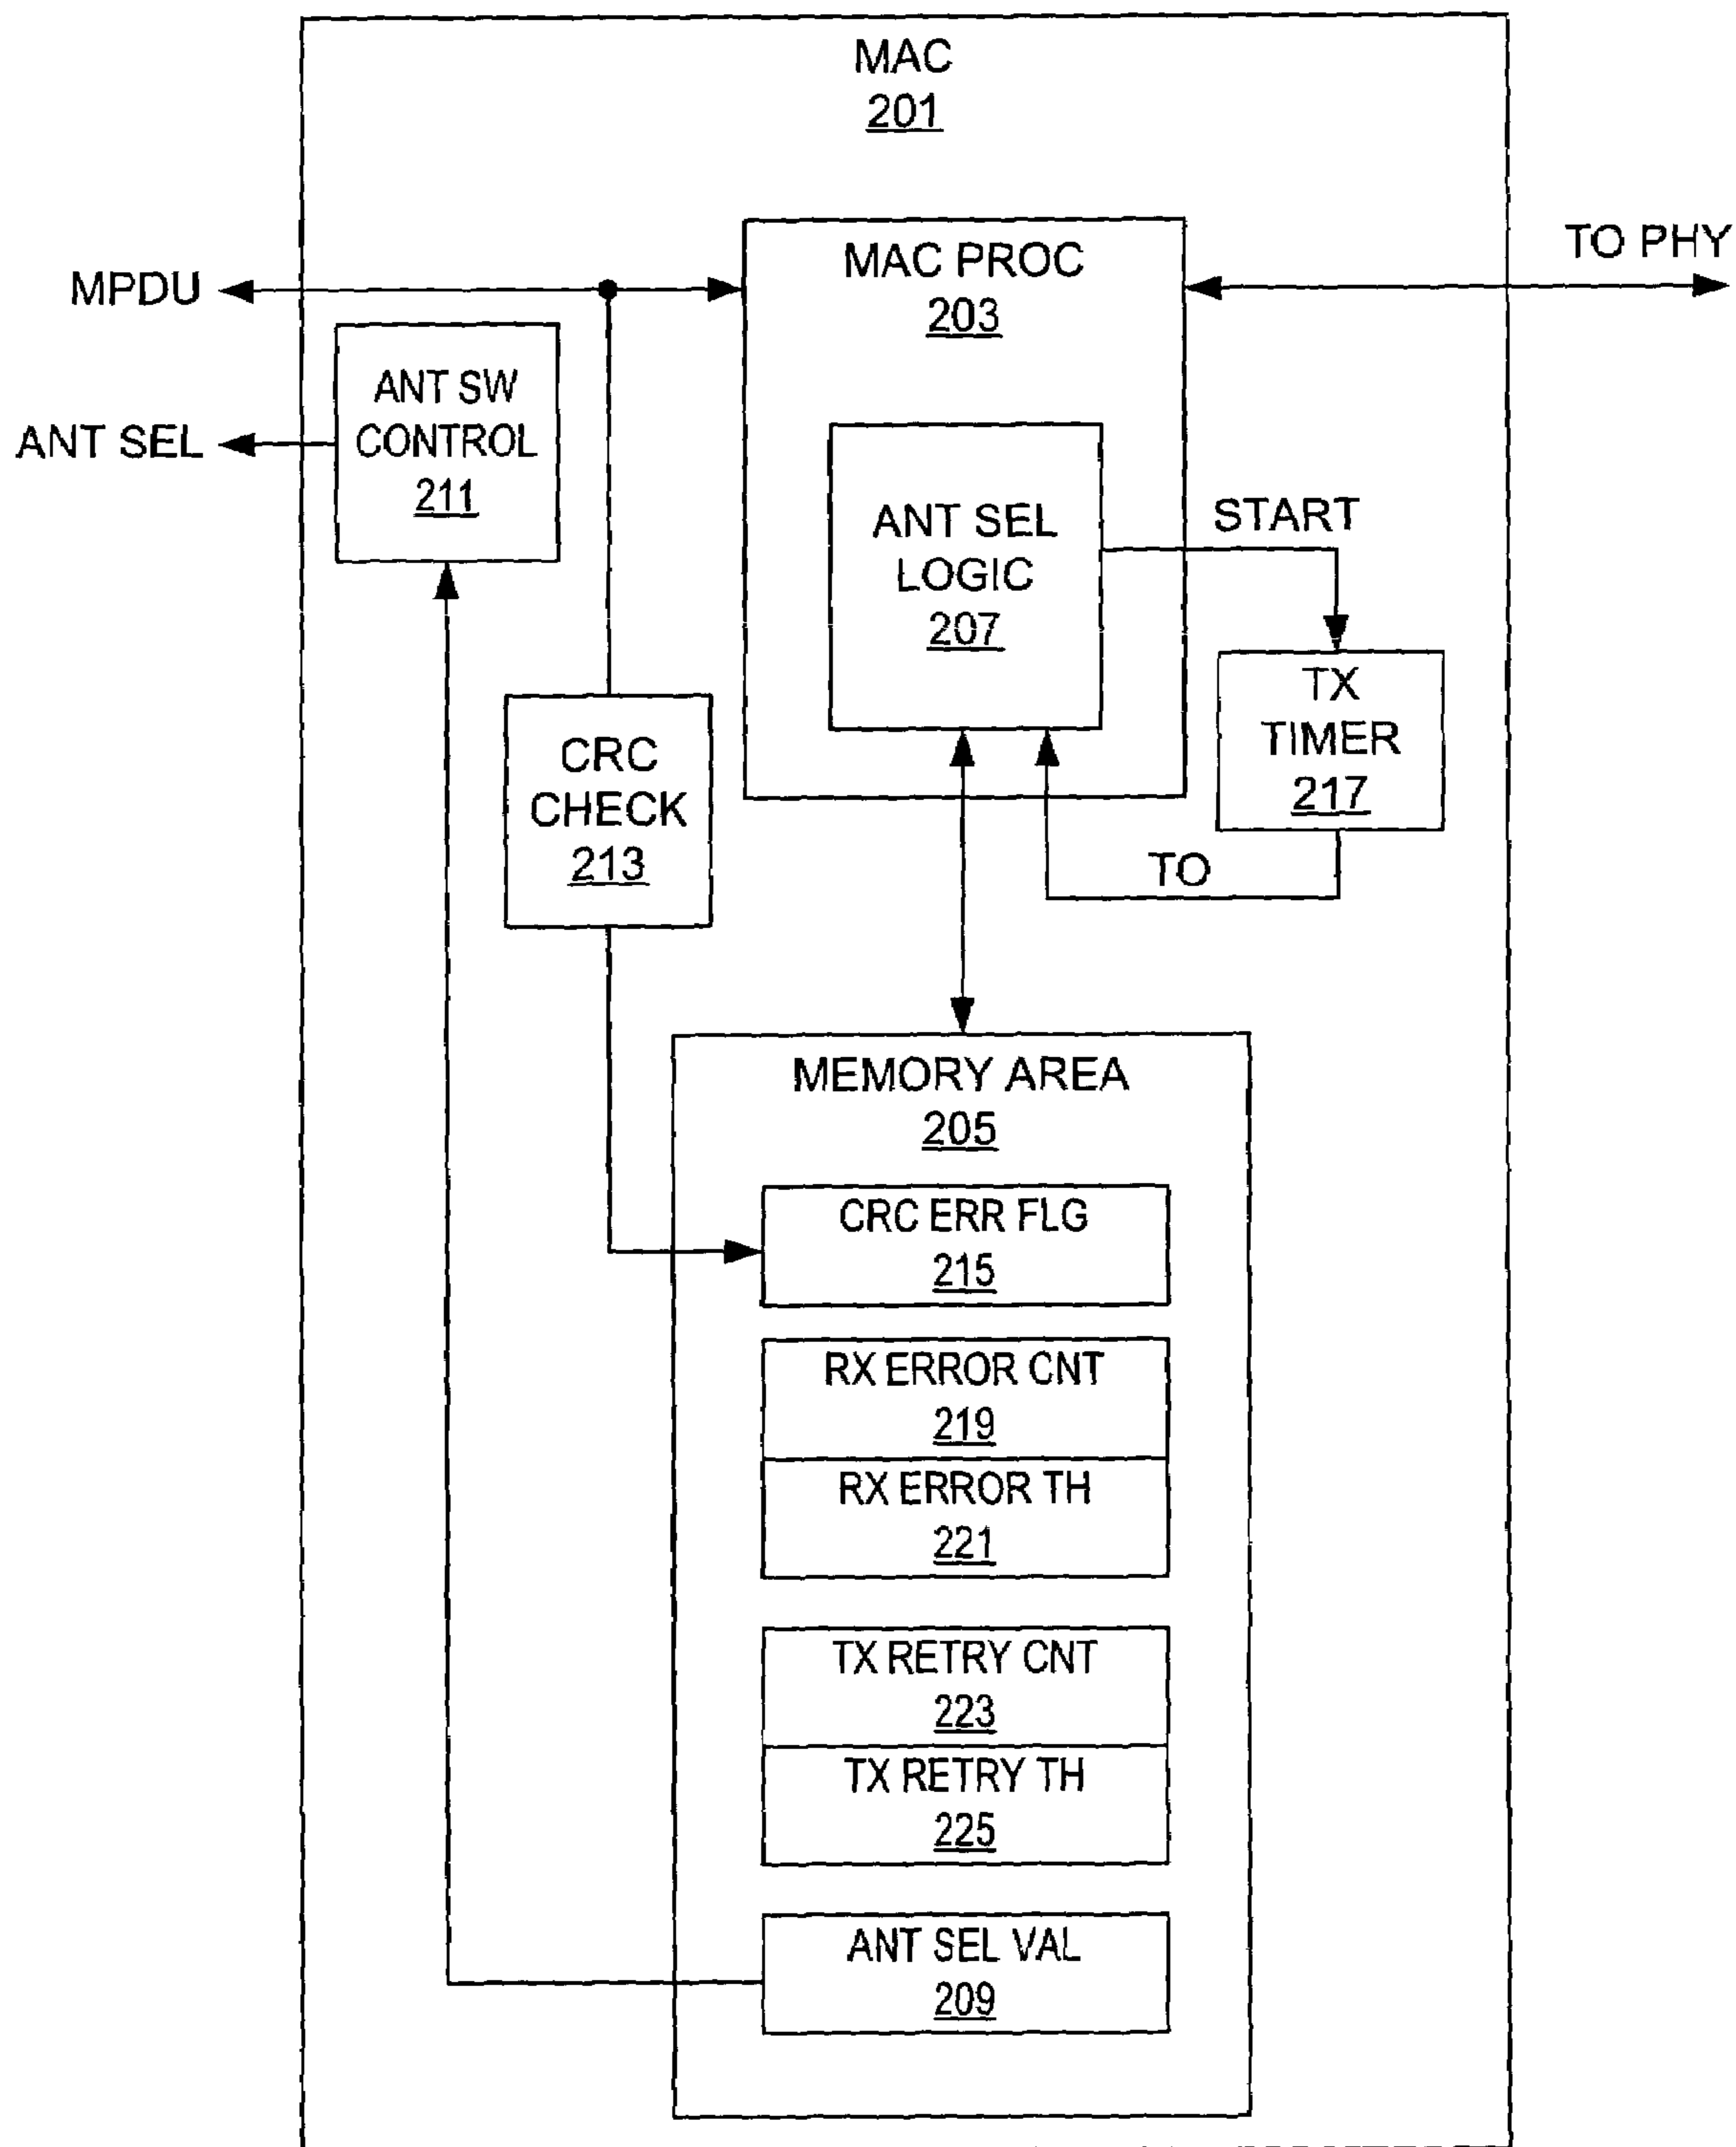 MAC
201
TO PHY
MPDU
MAC PROC
203
ANT SW
CONTROL
211
ANT SEL
ANT SEL
LOGIC
207
START
TX
TIMER
217
CRC
CHECK
213
TO
MEMORY AREA
205
CRC ERR FLG
215
RX ERROR CNT
219
RX ERROR TH
221
TX RETRY CNT
223
TX RETRY TH
225
ANT SEL VAL
209